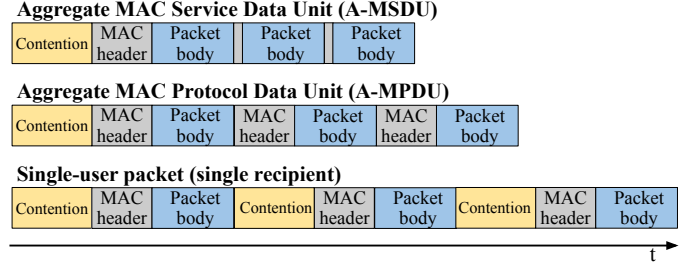 Aggregate MAC Service Data Unit (A-MSDU)
Contention MAC header Packet body Packet body Packet body
Aggregate MAC Protocol Data Unit (A-MPDU)
Contention MAC header Packet body MAC header Packet body MAC header Packet body
Single-user packet (single recipient)
Contention MAC header Packet body Contention MAC header Packet body Contention MAC header Packet body
t